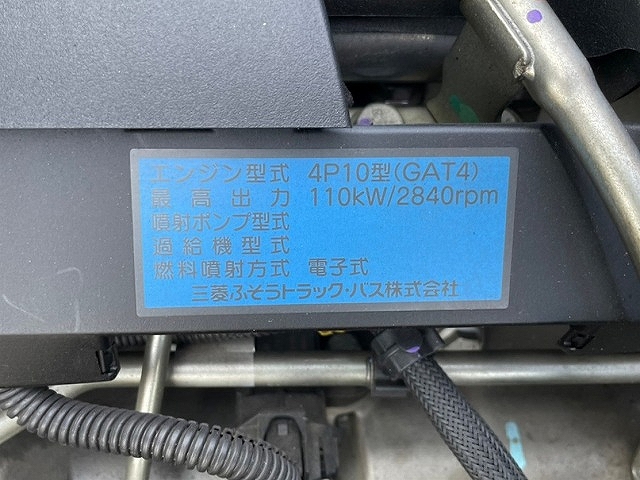 エンジン型式 4P10型(GAT4)
最高出力 110kW/2840rpm
噴射ポンプ型式
過給機型式
燃料噴射方式 電子式
三菱ふそうトラック・バス株式会社